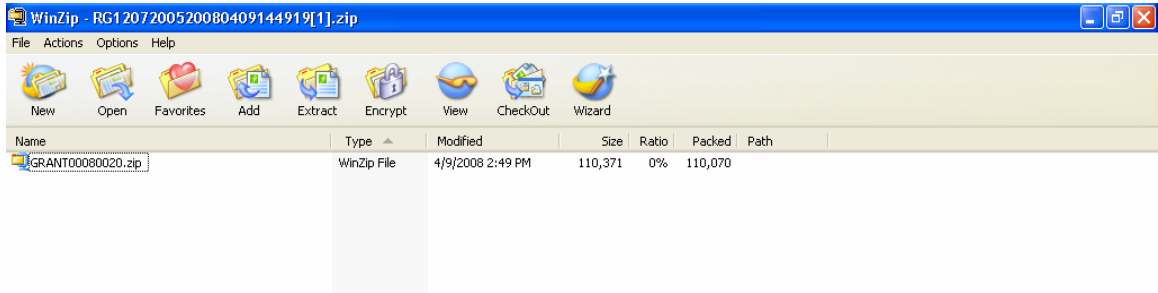 WinZip - RG1207200520080409144919[1].zip
File Actions Options Help
New Open Favorites Add Extract Encrypt View CheckOut Wizard
Name Type Modified Size Ratio Packed Path
GRANT00080020.zip WinZip File 4/9/2008 2:49 PM 110,371 0% 110,070